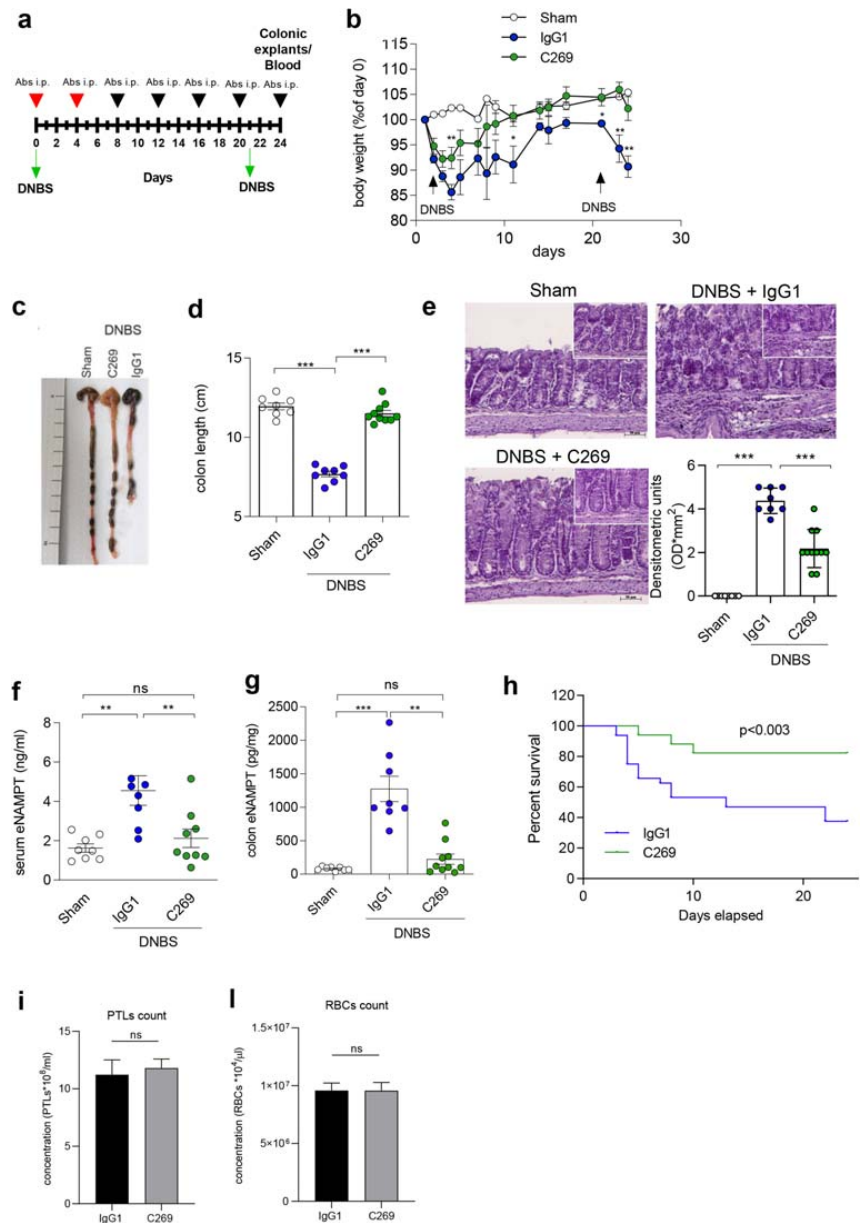 a
Colonic
explants/
Blood
Abs i.p. Abs i.p. Abs i.p. Abs i.p. Abs i.p. Abs i.p. Abs i.p.
0 2 4 6 8 10 12 14 16 18 20 22 24
DNBS
Days
DNBS
b
Sham
IgG1
C269
body weight (%of day 0)
115
105
100
95
90
85
80
**
*
*
**
**
DNBS
DNBS
0 10 20 30
days
c
DNBS
Sham
C269
IgG1
d
colon length (cm)
15
10
5
***
***
Sham
IgG1
C269
DNBS
e
Sham
DNBS + IgG1
DNBS + C269
Densitometric units
(OD*mm²)
6
4
2
0
***
***
Sham
IgG1
C269
DNBS
f
serum eNAMPT (ng/ml)
8
6
4
2
0
ns
**
**
Sham
IgG1
C269
DNBS
g
colon eNAMPT (pg/mg)
2500
2000
1500
1000
500
0
ns
***
**
Sham
IgG1
C269
DNBS
h
Percent survival
120
100
80
60
40
20
0
p<0.003
IgG1
C269
0 10 20
Days elapsed
i
PTLs count
concentration (PTLs*10⁸/ml)
15
10
5
0
ns
IgG1 C269
l
RBCs count
concentration (RBCs *10⁴/µl)
1.5×10⁷
1×10⁷
5×10⁶
0
ns
IgG1 C269